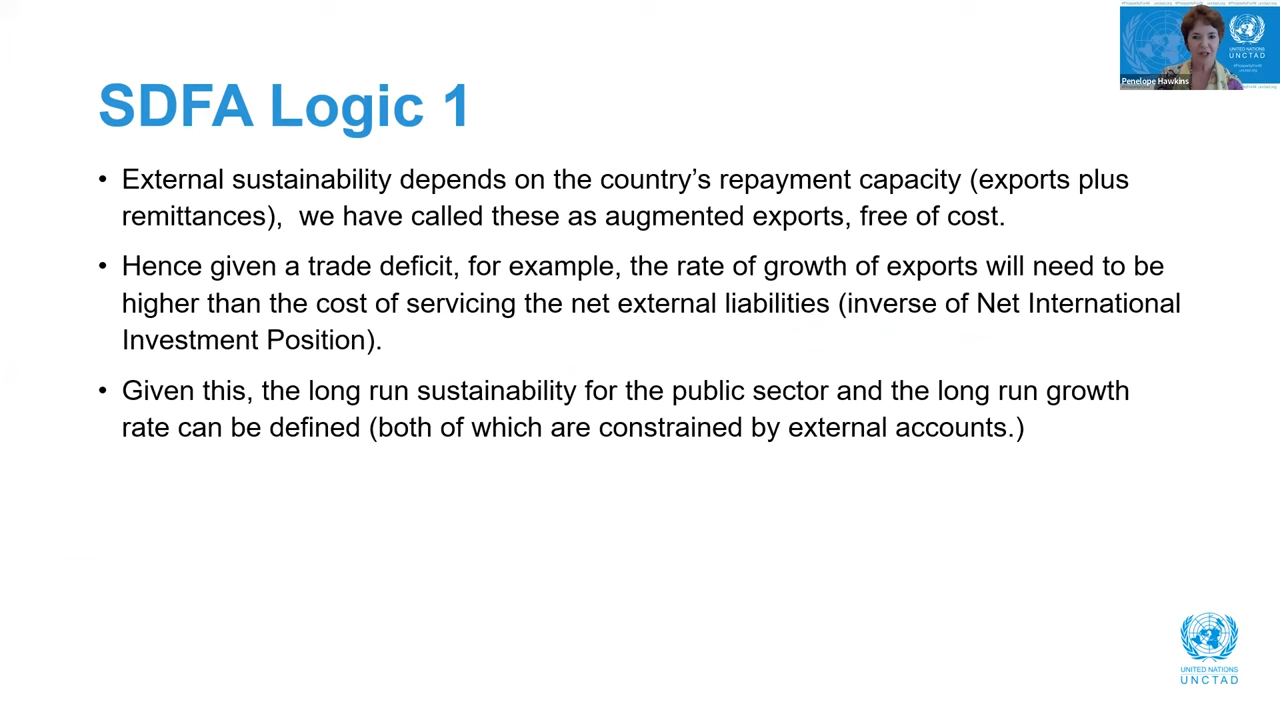 SDFA Logic 1
• External sustainability depends on the country’s repayment capacity (exports plus
remittances),  we have called these as augmented exports, free of cost.
• Hence given a trade deficit, for example, the rate of growth of exports will need to be
higher than the cost of servicing the net external liabilities (inverse of Net International
Investment Position).
• Given this, the long run sustainability for the public sector and the long run growth
rate can be defined (both of which are constrained by external accounts.)
UNITED NATIONS
UNCTAD
Penelope Hawkins
UNITED NATIONS
UNCTAD